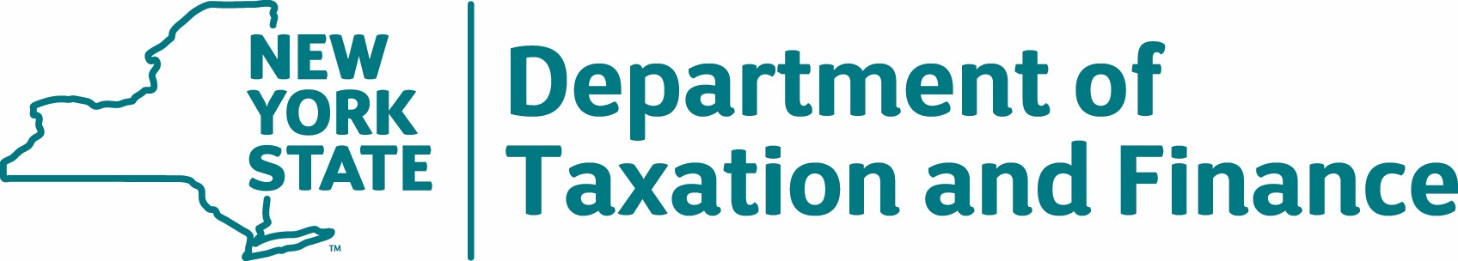 NEW
YORK
STATE
TM
Department of
Taxation and Finance